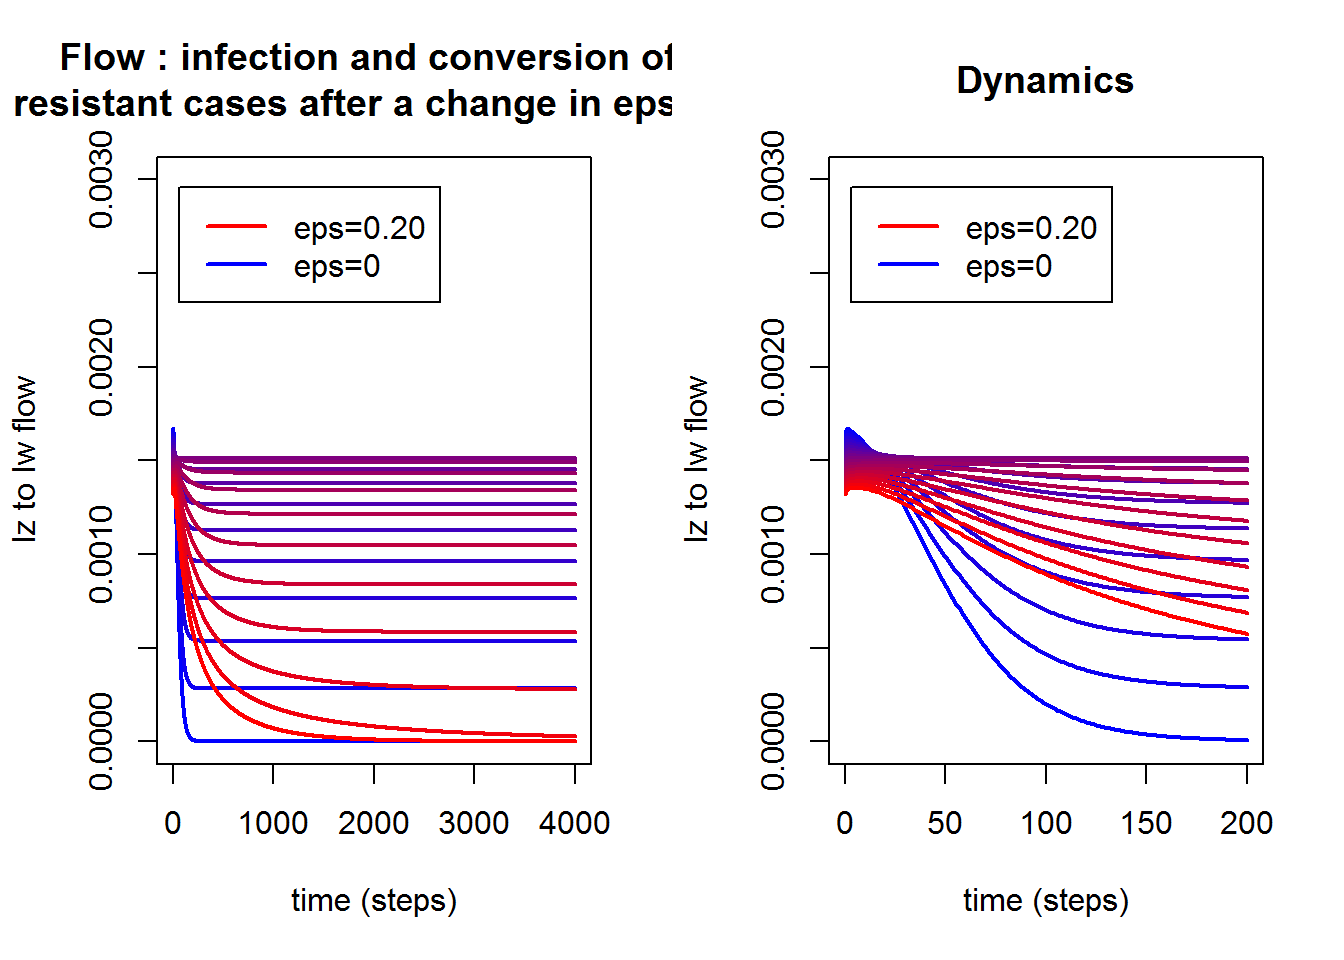 Flow : infection and conversion of
resistant cases after a change in eps
Iz to Iw flow
0.0000
0.0010
0.0020
0.0030
eps=0.20
eps=0
0
1000
2000
3000
4000
time (steps)
Dynamics
Iz to Iw flow
0.0000
0.0010
0.0020
0.0030
eps=0.20
eps=0
0
50
100
150
200
time (steps)